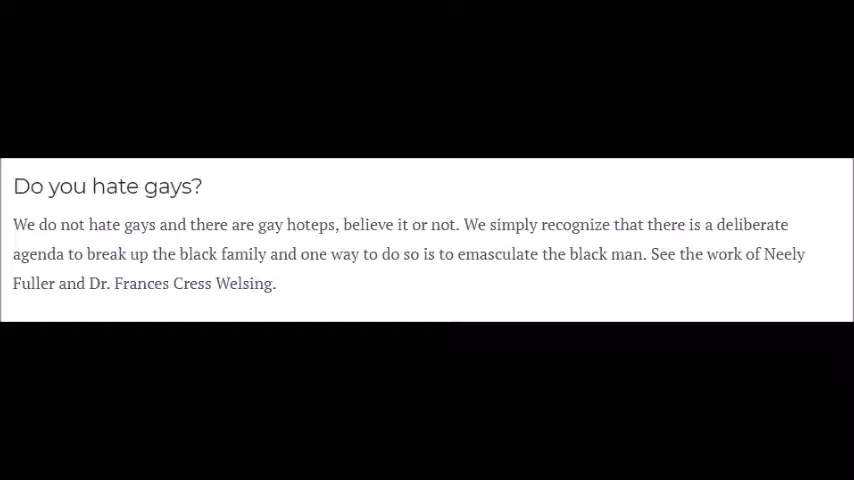 Do you hate gays?
We do not hate gays and there are gay hoteps, believe it or not. We simply recognize that there is a deliberate
agenda to break up the black family and one way to do so is to emasculate the black man. See the work of Neely
Fuller and Dr. Frances Cress Welsing.